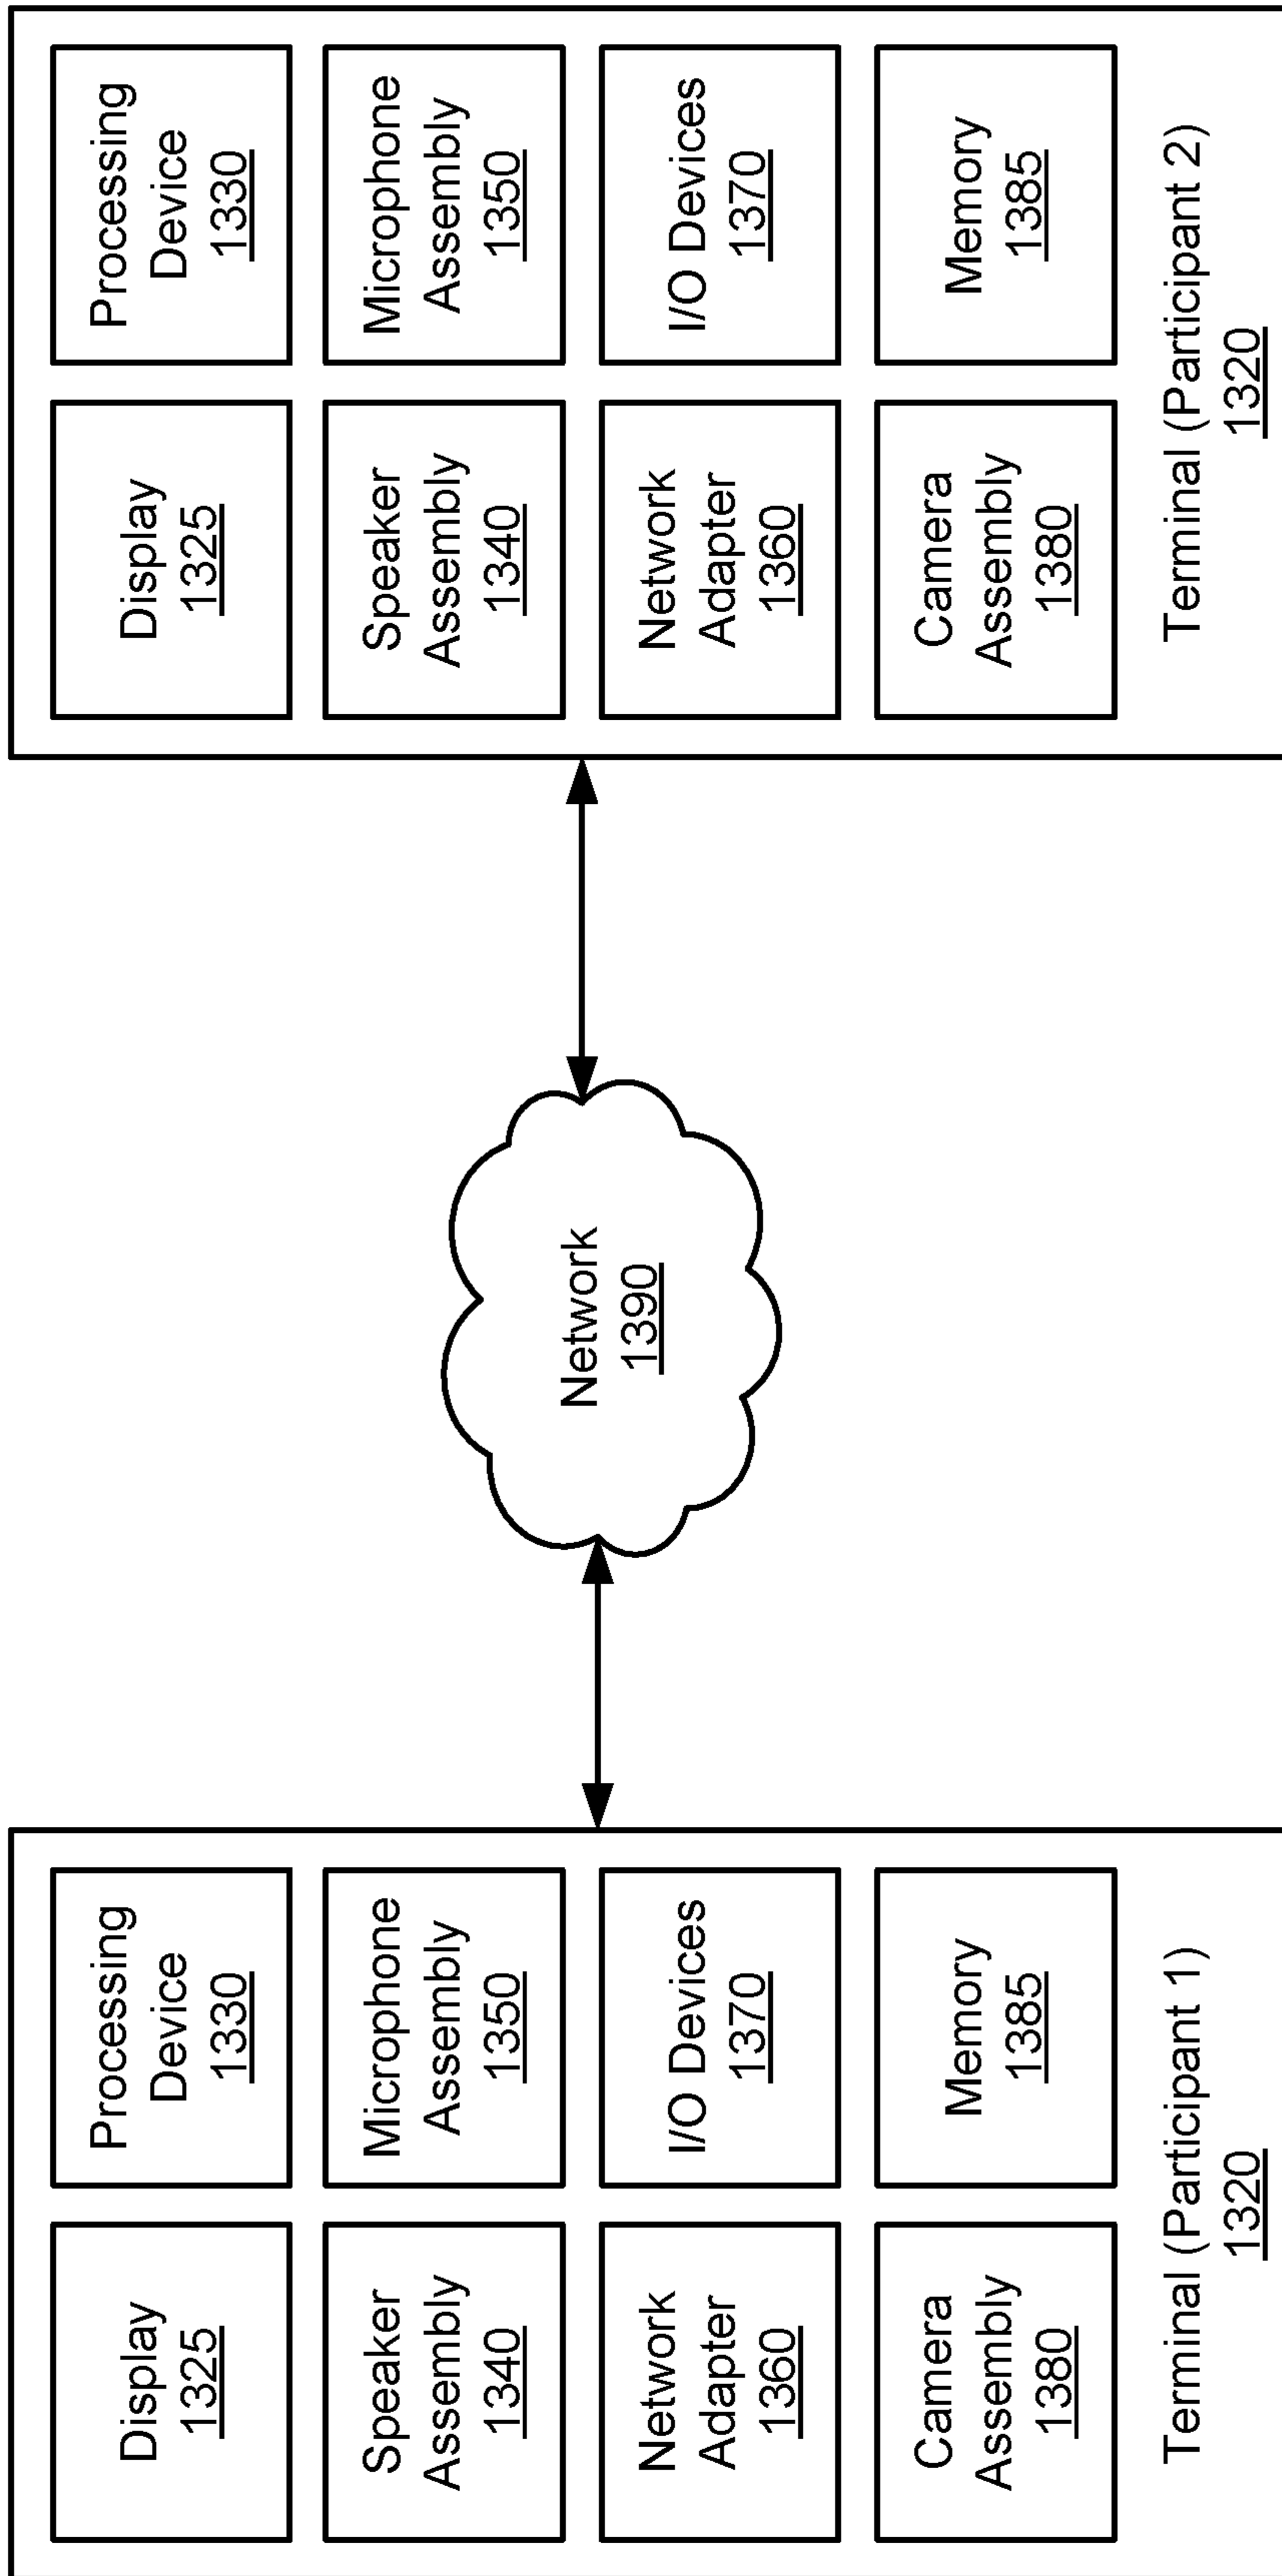 Display
1325
Processing
Device
1330
Speaker
Assembly
1340
Microphone
Assembly
1350
Network
Adapter
1360
I/O Devices
1370
Camera
Assembly
1380
Memory
1385
Terminal (Participant 1)
1320
Network
1390
Display
1325
Processing
Device
1330
Speaker
Assembly
1340
Microphone
Assembly
1350
Network
Adapter
1360
I/O Devices
1370
Camera
Assembly
1380
Memory
1385
Terminal (Participant 2)
1320